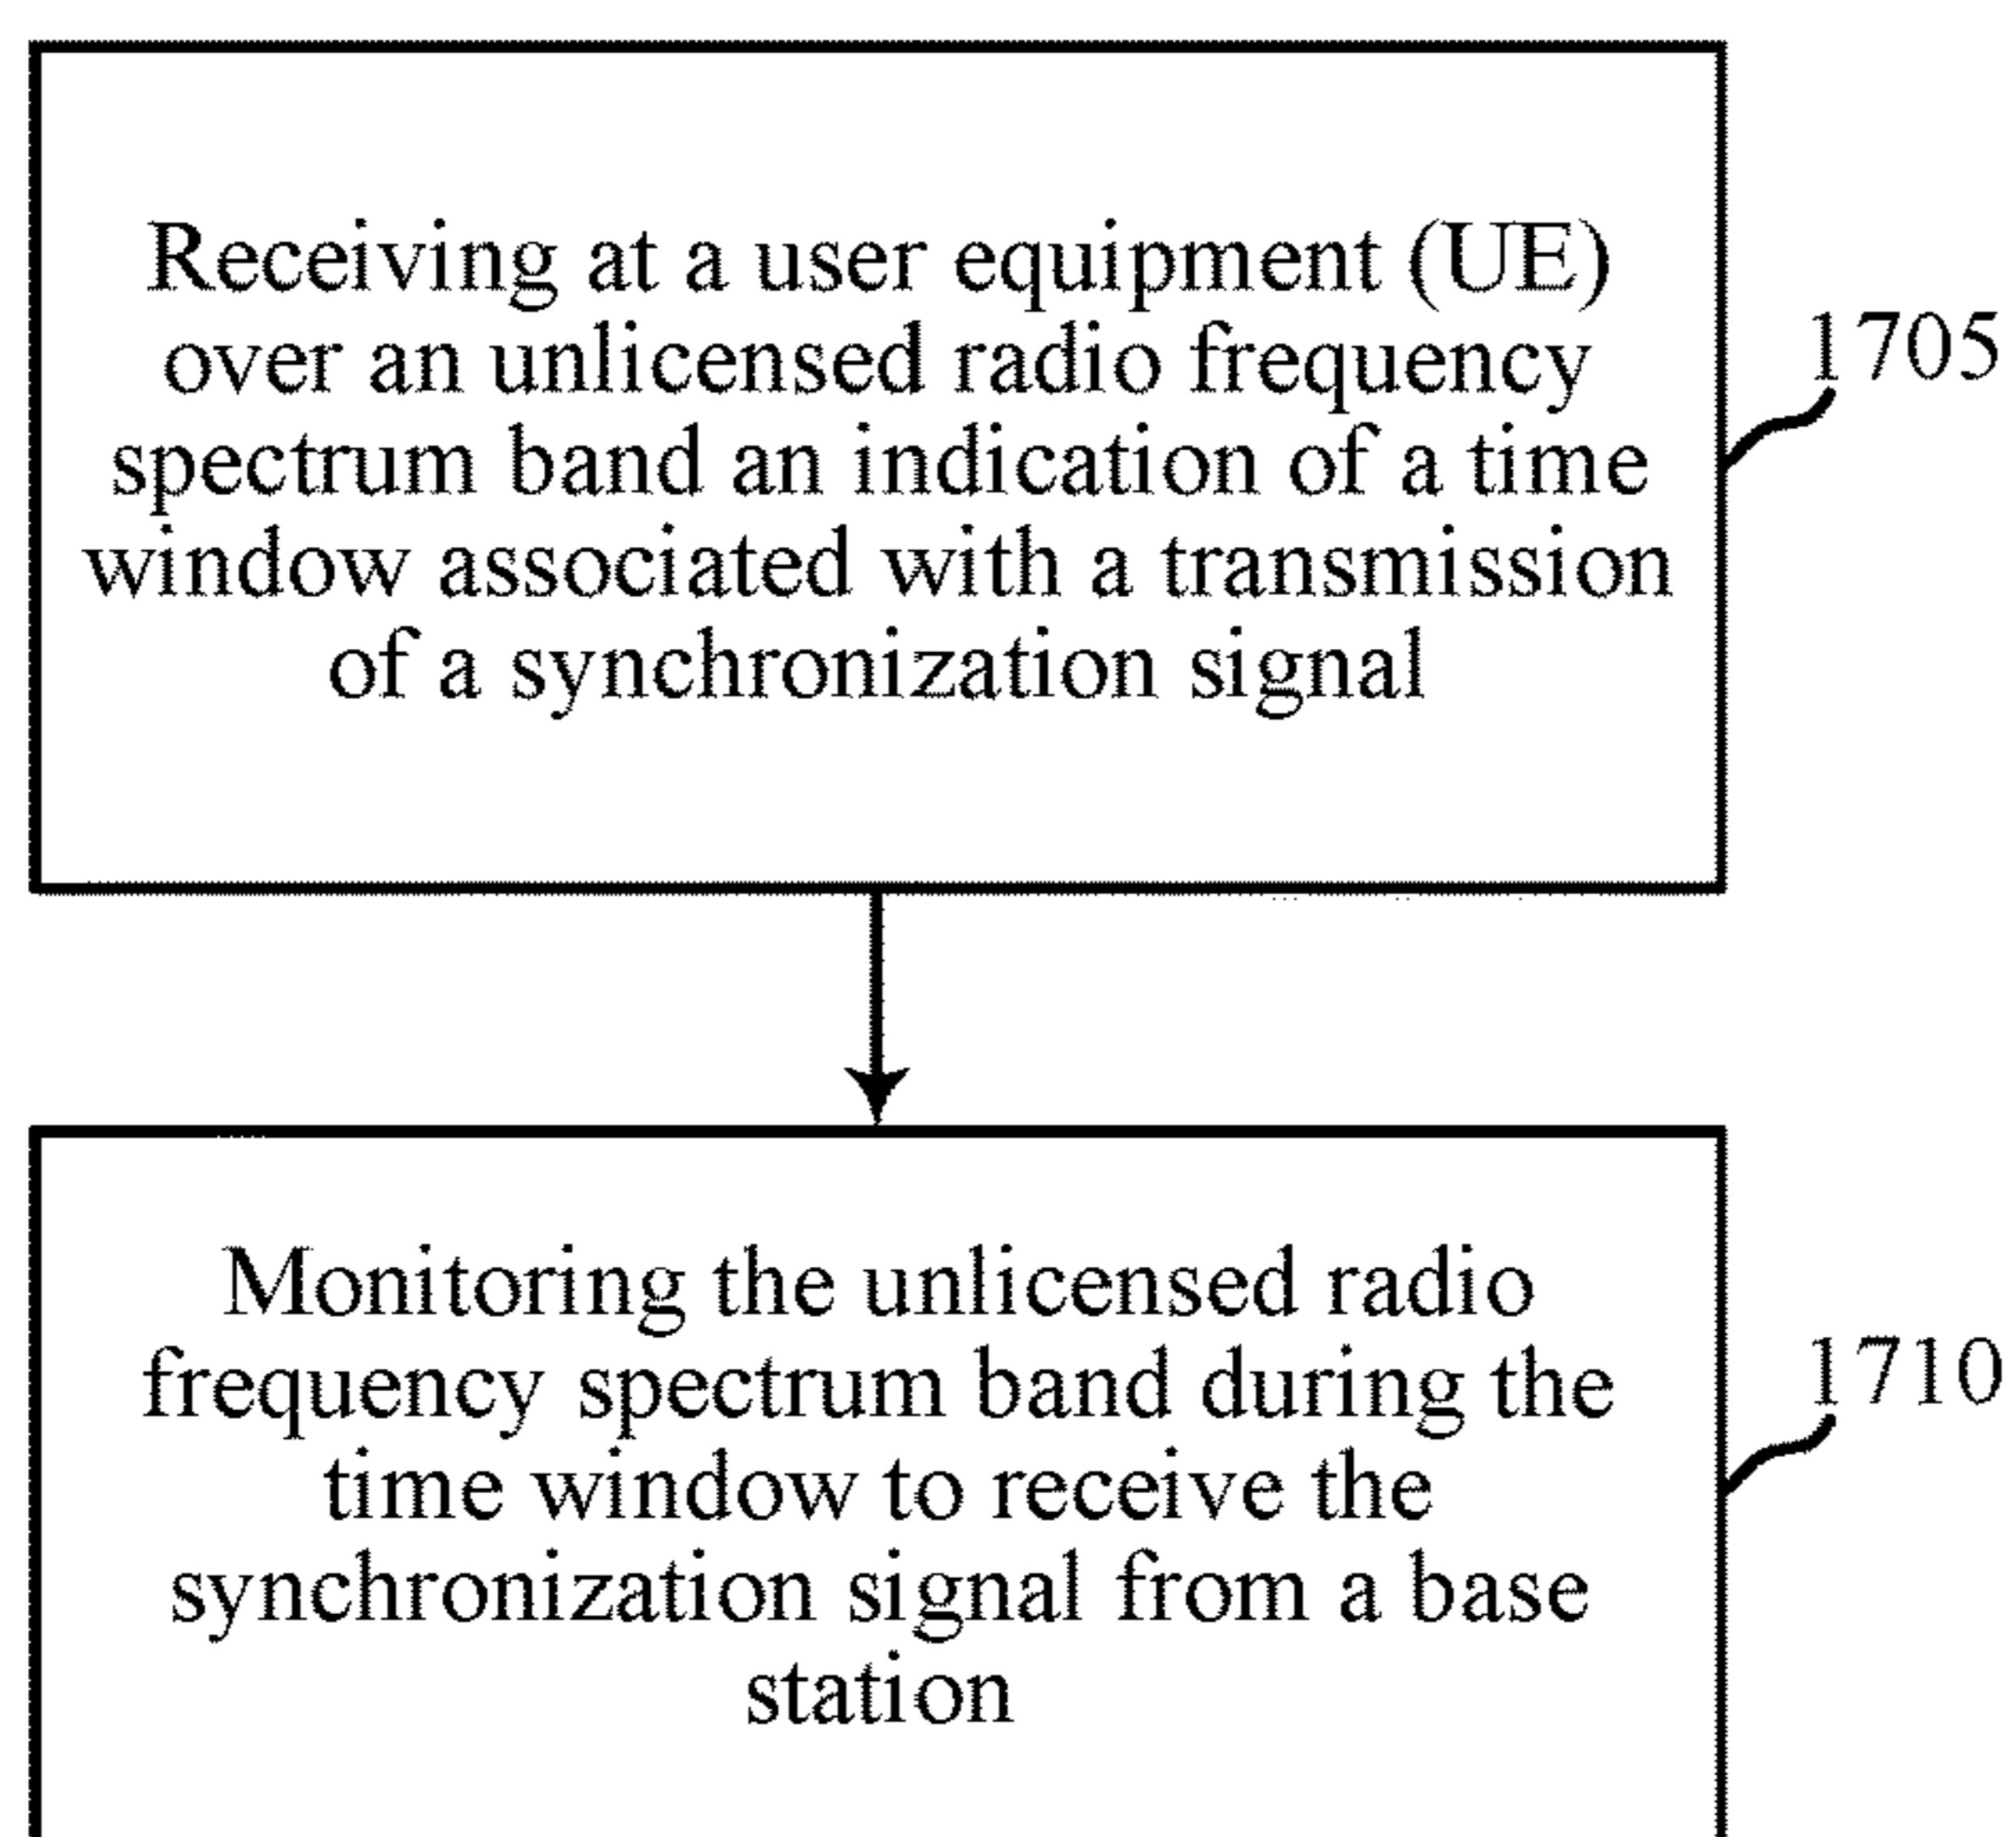 Receiving at a user equipment (UE)
over an unlicensed radio frequency
spectrum band an indication of a time
window associated with a transmission
of a synchronization signal
1705
Monitoring the unlicensed radio
frequency spectrum band during the
time window to receive the
synchronization signal from a base
station
1710